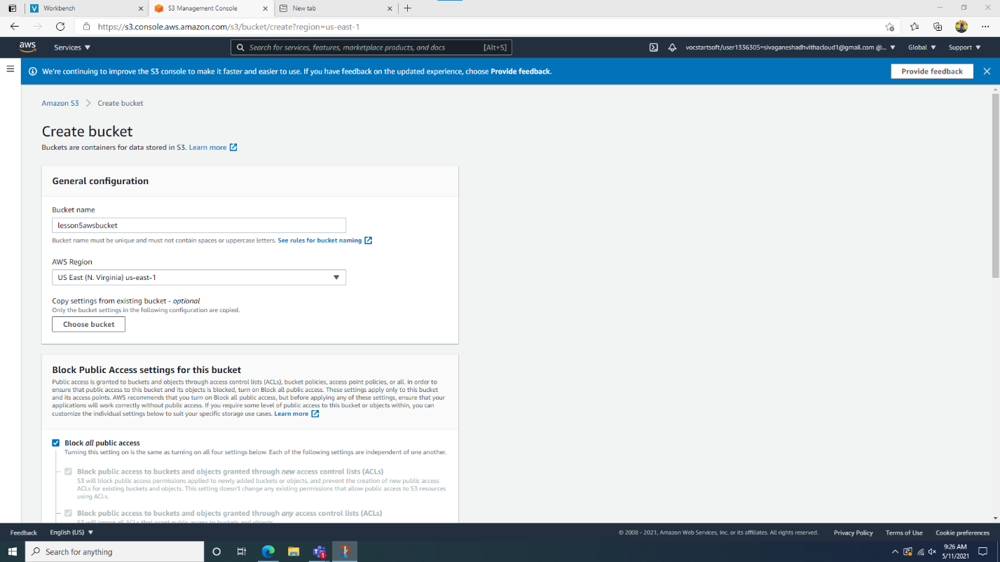 Workbench
S3 Management Console
New tab
https://s3.console.aws.amazon.com/s3/bucket/create?region=us-east-1
aws
Services
Search for services, features, marketplace products, and docs
[Alt+S]
vocstartsoft/user1336305=sivaganeshadhvithacloud1@gmail.com @...
Global
Support
We're continuing to improve the S3 console to make it faster and easier to use. If you have feedback on the updated experience, choose Provide feedback.
Provide feedback
Amazon S3
Create bucket
Create bucket
Buckets are containers for data stored in S3. Learn more
General configuration
Bucket name
lesson5awsbucket
Bucket name must be unique and must not contain spaces or uppercase letters. See rules for bucket naming
AWS Region
US East (N. Virginia) us-east-1
Copy settings from existing bucket - optional
Only the bucket settings in the following configuration are copied.
Choose bucket
Block Public Access settings for this bucket
Public access is granted to buckets and objects through access control lists (ACLs), bucket policies, access point policies, or all. In order to
ensure that public access to this bucket and its objects is blocked, turn on Block all public access. These settings apply only to this bucket
and its access points. AWS recommends that you turn on Block all public access, but before applying any of these settings, ensure that your
applications will work correctly without public access. If you require some level of public access to this bucket or objects within, you can
customize the individual settings below to suit your specific storage use cases. Learn more
Block all public access
Turning this setting on is the same as turning on all four settings below. Each of the following settings are independent of one another.
Block public access to buckets and objects granted through new access control lists (ACLs)
S3 will block public access permissions applied to newly added buckets or objects, and prevent the creation of new public access
ACLs for existing buckets and objects. This setting doesn't change any existing permissions that allow public access to S3 resources
using ACLs.
Block public access to buckets and objects granted through any access control lists (ACLs)
S3 will ignore all ACLs that grant public access to buckets and objects.
Feedback
English (US)
© 2008 - 2021, Amazon Web Services, Inc. or its affiliates. All rights reserved.
Privacy Policy
Terms of Use
Cookie preferences
Search for anything
9:26 AM
5/11/2021